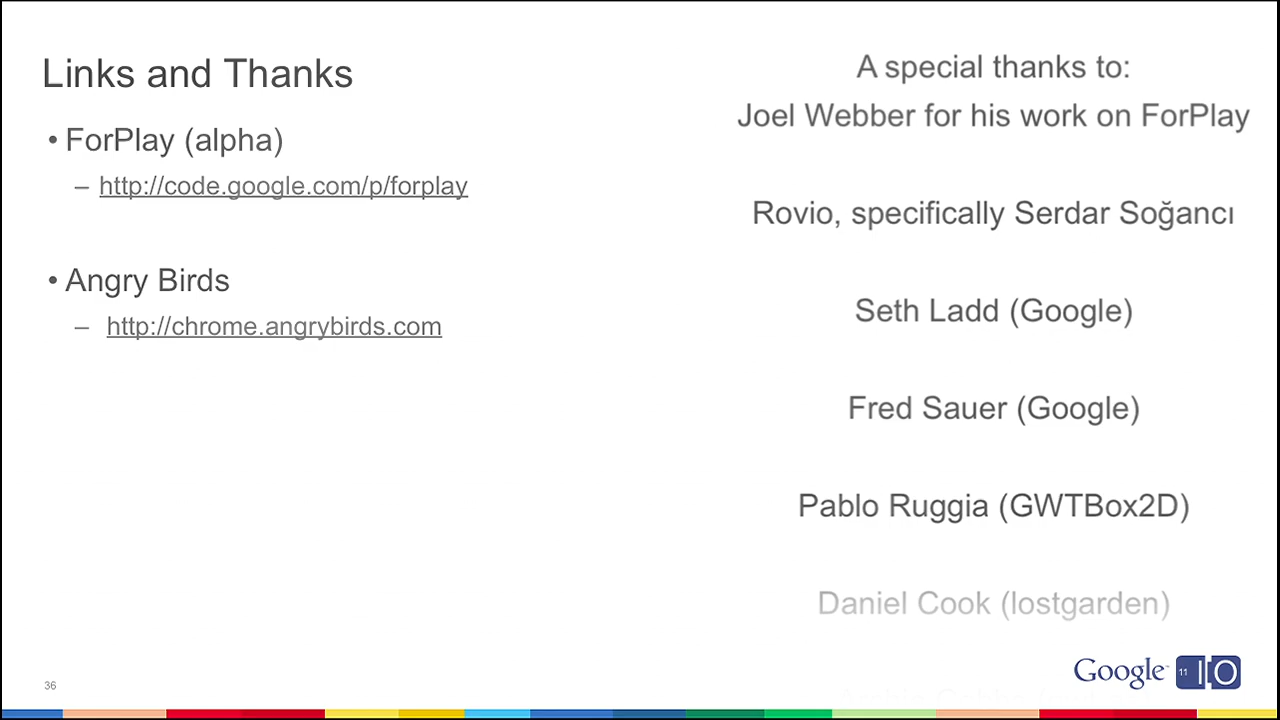 Links and Thanks
• ForPlay (alpha)
– http://code.google.com/p/forplay
• Angry Birds
– http://chrome.angrybirds.com
A special thanks to:
Joel Webber for his work on ForPlay
Rovio, specifically Serdar Soğancı
Seth Ladd (Google)
Fred Sauer (Google)
Pablo Ruggia (GWTBox2D)
Daniel Cook (lostgarden)
36
Google 11 IO